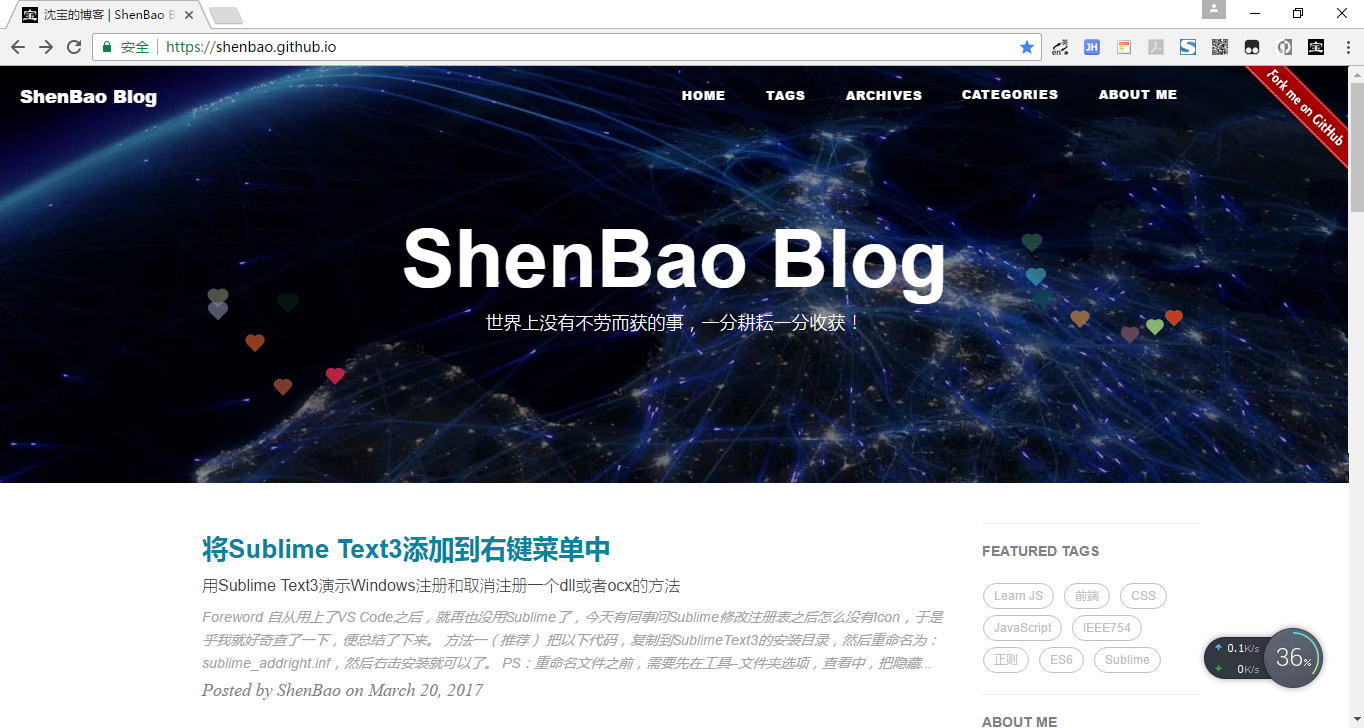 沈宝的博客 | ShenBao B
安全 https://shenbao.github.io
ShenBao Blog
HOME
TAGS
ARCHIVES
CATEGORIES
ABOUT ME
Fork me on GitHub
ShenBao Blog
世界上没有不劳而获的事，一分耕耘一分收获！
将Sublime Text3添加到右键菜单中
用Sublime Text3演示Windows注册和取消注册一个dll或者ocx的方法
Foreword 自从用上了VS Code之后，就再也没用Sublime了，今天有同事问Sublime修改注册表之后怎么没有Icon，于是
乎我就好奇查了一下，便总结了下来。 方法一（推荐） 把以下代码，复制到SublimeText3的安装目录，然后重命名为：
sublime_addright.inf，然后右击安装就可以了。 PS：重命名文件之前，需要先在工具–文件夹选项，查看中，把隐藏...
Posted by ShenBao on March 20, 2017
FEATURED TAGS
Learn JS 前端 CSS
JavaScript IEEE754
正则 ES6 Sublime
0.1K/s
0K/s
36%
ABOUT ME